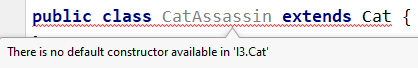 public class CatAssassin extends Cat {
There is no default constructor available in 'l3.Cat'